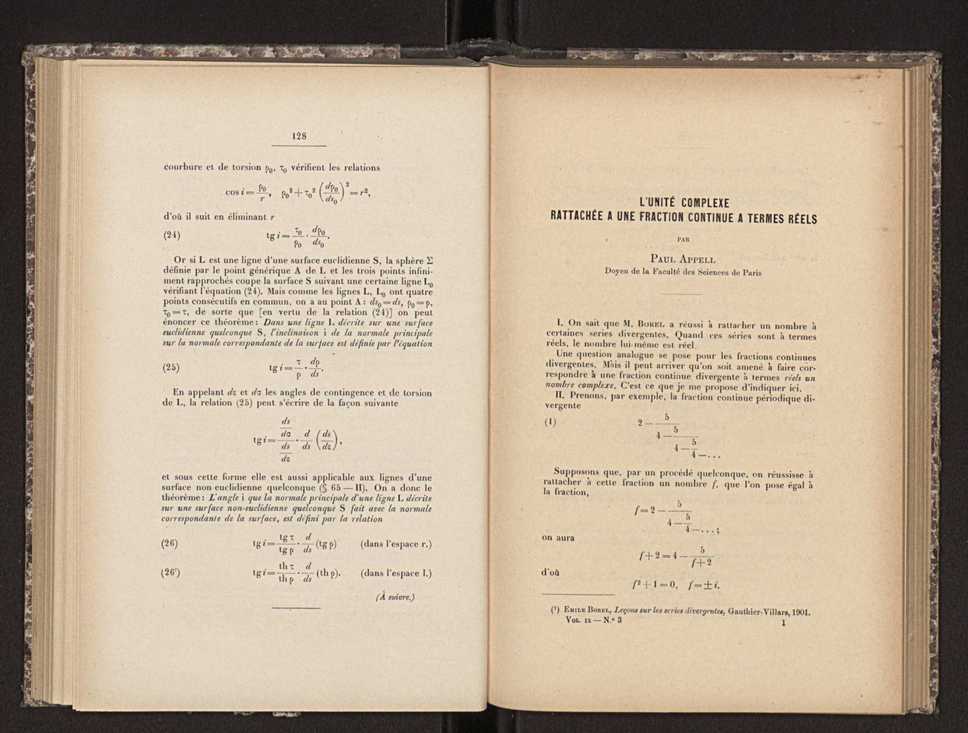 128
courbure et de torsion ρ₀, τ₀ vérifient les relations
cos i = ρ₀/r, ρ₀² + τ₀² (dρ₀/ds₀)² = r²,
d'où il suit en éliminant r
(24) tg i = τ₀/ρ₀ · dρ₀/ds₀.
Or si L est une ligne d'une surface euclidienne S, la sphère Σ
définie par le point générique A de L et les trois points infini-
ment rapprochés coupe la surface S suivant une certaine ligne L₀
vérifiant l'équation (24). Mais comme les lignes L, L₀ ont quatre
points consécutifs en commun, on a au point A: ds₀ = ds, ρ₀ = ρ,
τ₀ = τ, de sorte que [en vertu de la relation (24)] on peut
énoncer ce théorème: Dans une ligne L décrite sur une surface
euclidienne quelconque S, l'inclinaison i de la normale principale
sur la normale correspondante de la surface est définie par l'équation
(25) tg i = τ/ρ · dρ/ds.
En appelant dε et dσ les angles de contingence et de torsion
de L, la relation (25) peut s'écrire de la façon suivante
tg i = (ds/dσ)/(ds/dε) · d/ds (ds/dε),
et sous cette forme elle est aussi applicable aux lignes d'une
surface non-euclidienne quelconque (§ 65 — II). On a donc le
théorème: L'angle i que la normale principale d'une ligne L décrite
sur une surface non-euclidienne quelconque S fait avec la normale
correspondante de la surface, est défini par la relation
(26) tg i = tg τ/tg ρ · d/ds (tg ρ) (dans l'espace r.)
(26') tg i = th τ/th ρ · d/ds (th ρ). (dans l'espace l.)
(À suivre.)
L'UNITÉ COMPLEXE
RATTACHÉE A UNE FRACTION CONTINUE A TERMES RÉELS
PAR
PAUL APPELL
Doyen de la Faculté des Sciences de Paris
I. On sait que M. BOREL a réussi à rattacher un nombre à
certaines series divergentes. Quand ces séries sont à termes
réels, le nombre lui-même est réel.
Une question analogue se pose pour les fractions continues
divergentes. Mais il peut arriver qu'on soit amené à faire cor-
respondre à une fraction continue divergente à termes réels un
nombre complexe. C'est ce que je me propose d'indiquer ici.
II. Prenons, par exemple, la fraction continue périodique di-
vergente
(1) 2 — 5
4 — 5
4 — 5
4 — ...
Supposons que, par un procédé quelconque, on réussisse à
rattacher à cette fraction un nombre f, que l'on pose égal à
la fraction,
f = 2 — 5
4 — 5
4 — ...;
on aura
f + 2 = 4 — 5/(f + 2)
d'où
f² + 1 = 0, f = ± i.
(¹) EMILE BOREL, Leçons sur les series divergentes, Gauthier-Villars, 1901.
VOL. IX — N.º 3 1